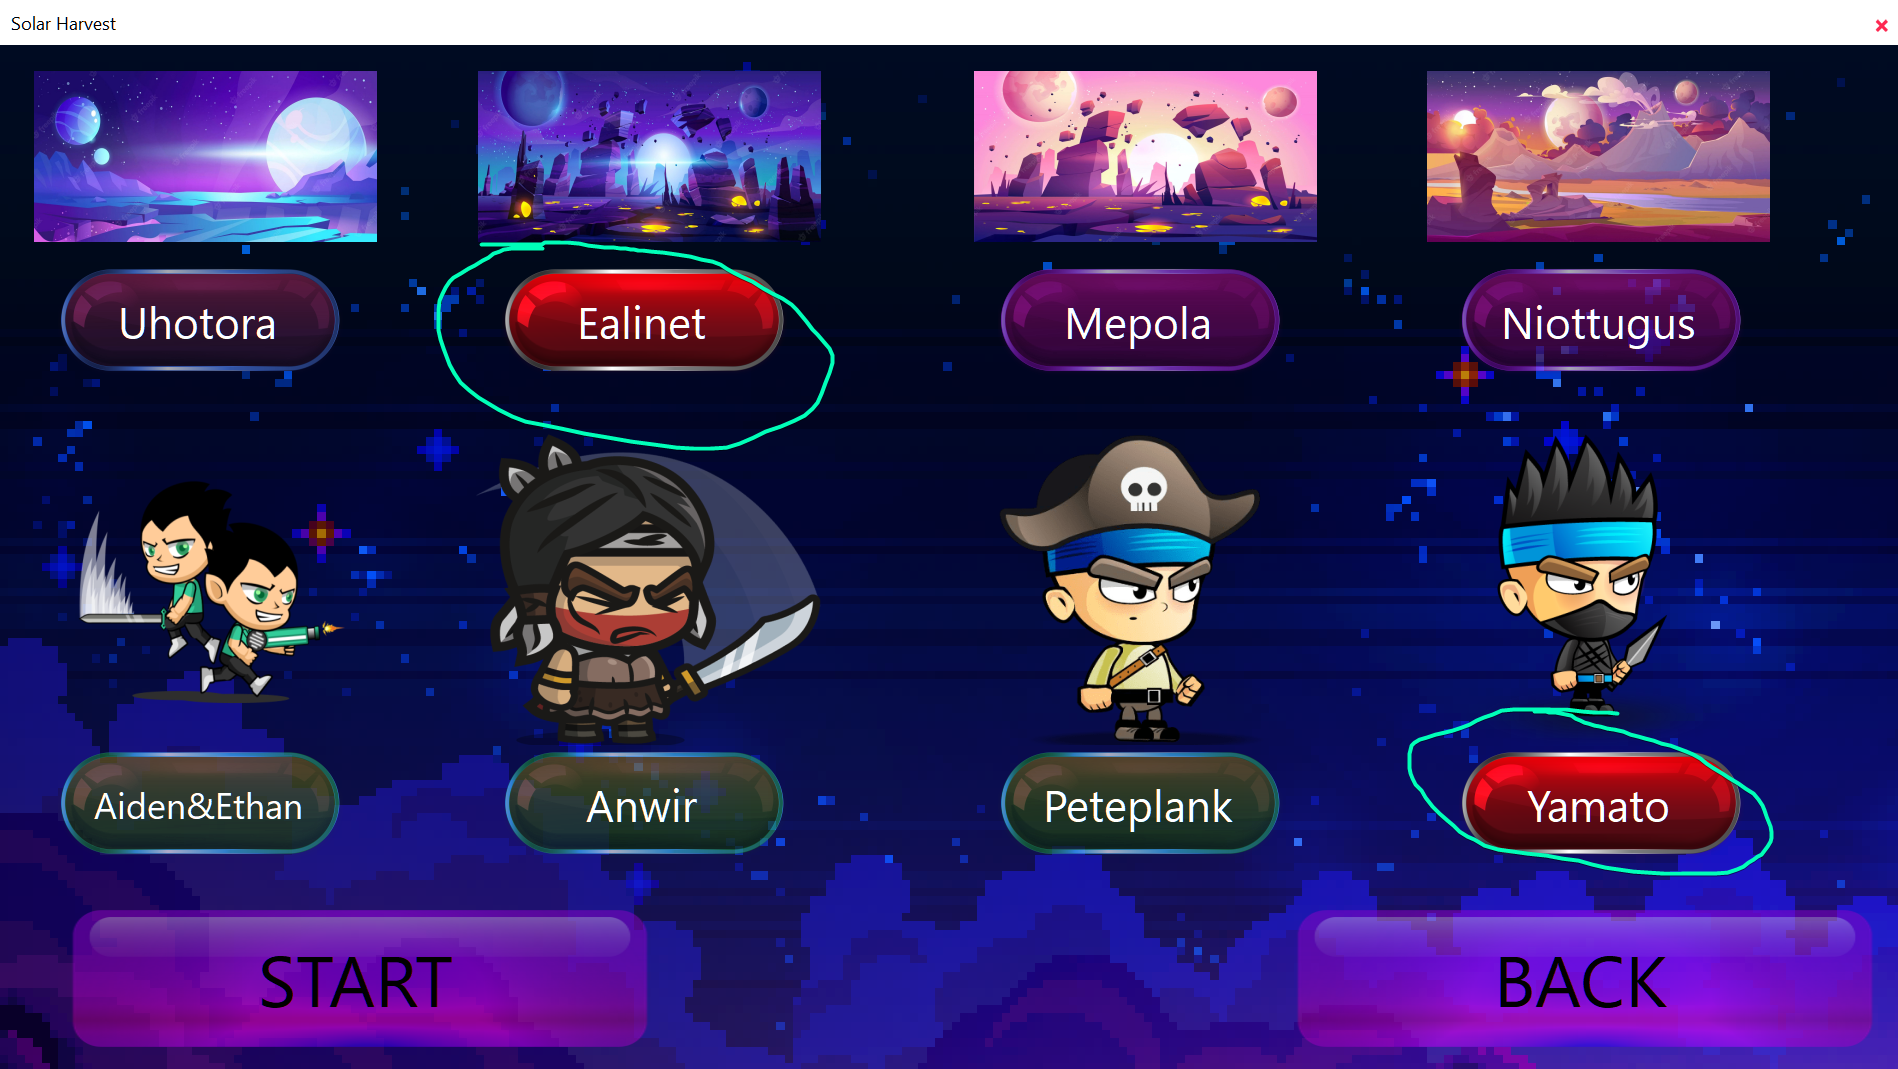 Solar Harvest
Uhotora
Ealinet
Mepola
Niottugus
Aiden&Ethan
Anwir
Peteplank
Yamato
START
BACK